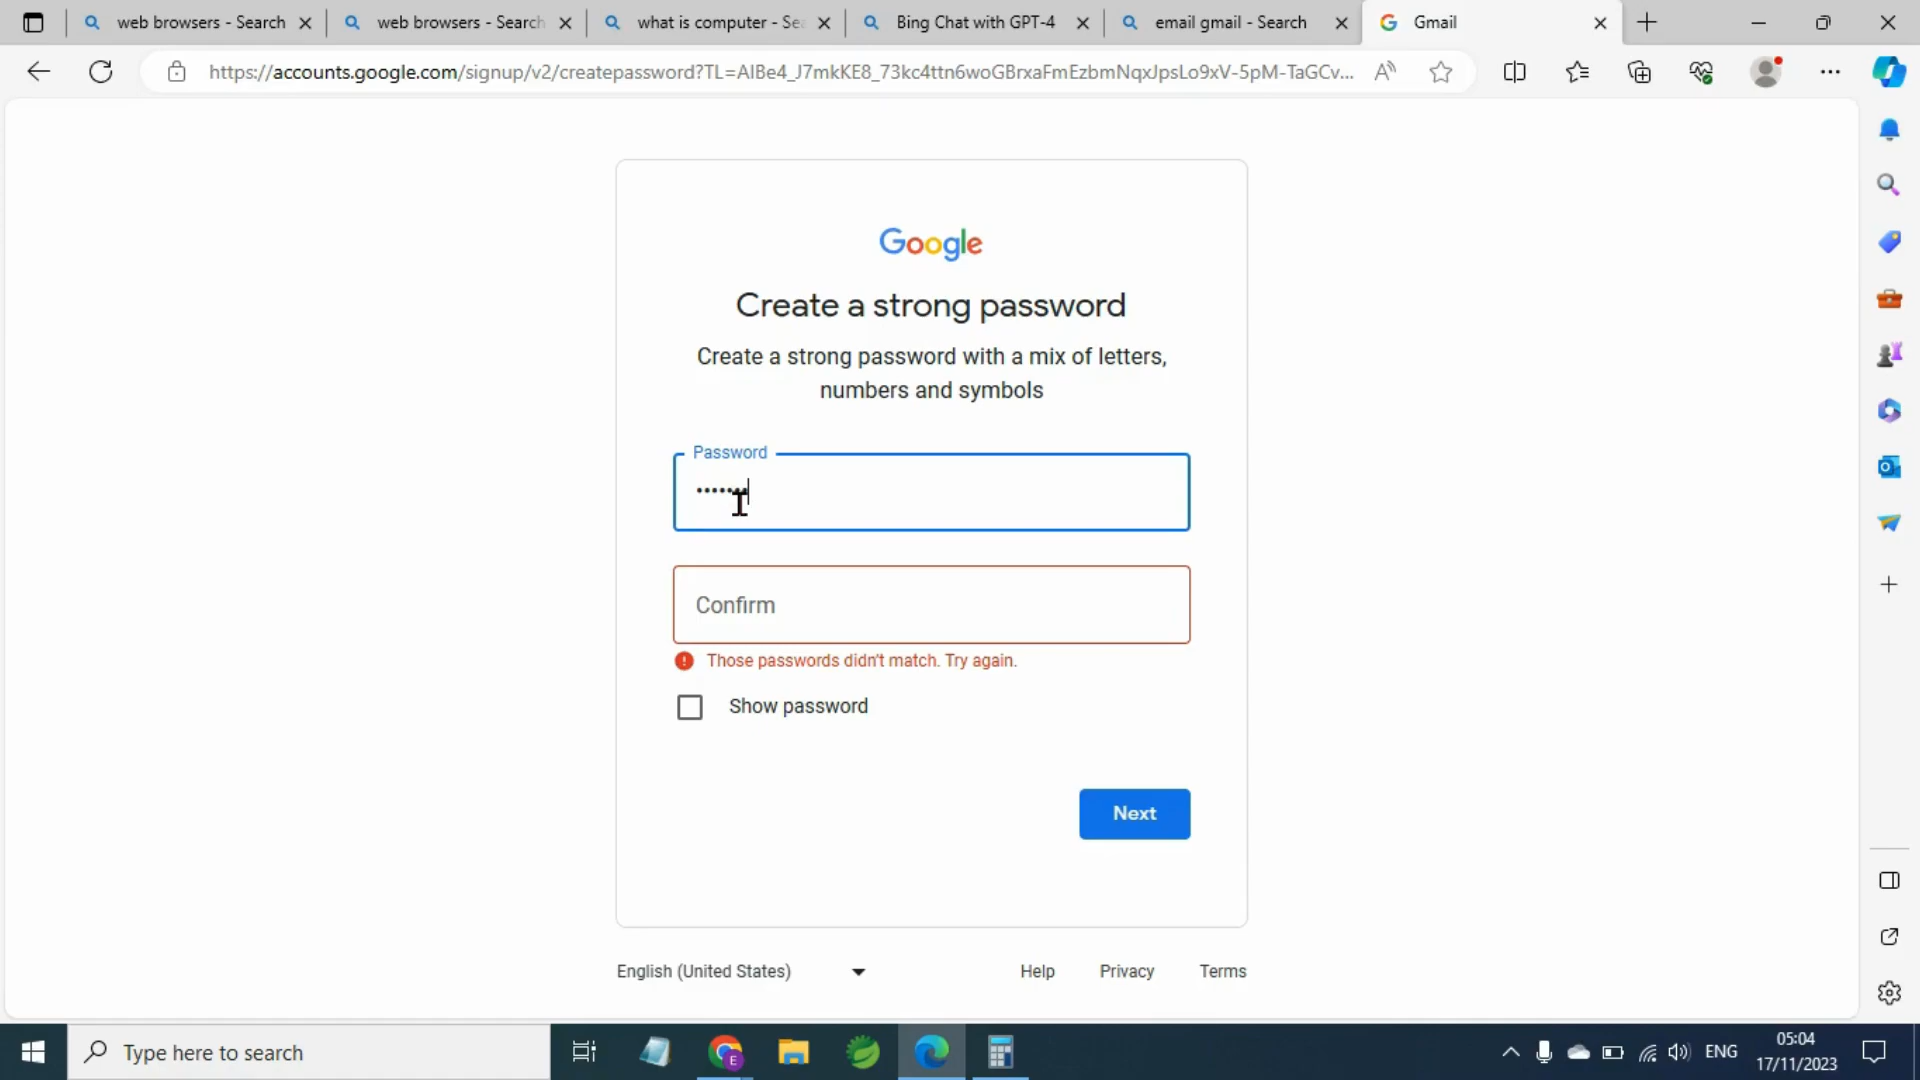 web browsers - Search
web browsers - Search
what is computer - Sea
Bing Chat with GPT-4
email gmail - Search
Gmail
https://accounts.google.com/signup/v2/createpassword?TL=AIBe4_J7mkKE8_73kc4ttn6woGBrxaFmEzbmNqxJpsLo9xV-5pM-TaGCv...
Google
Create a strong password
Create a strong password with a mix of letters,
numbers and symbols
Password
Confirm
Those passwords didn't match. Try again.
Show password
Next
English (United States)
Help
Privacy
Terms
Type here to search
E
ENG
05:04
17/11/2023